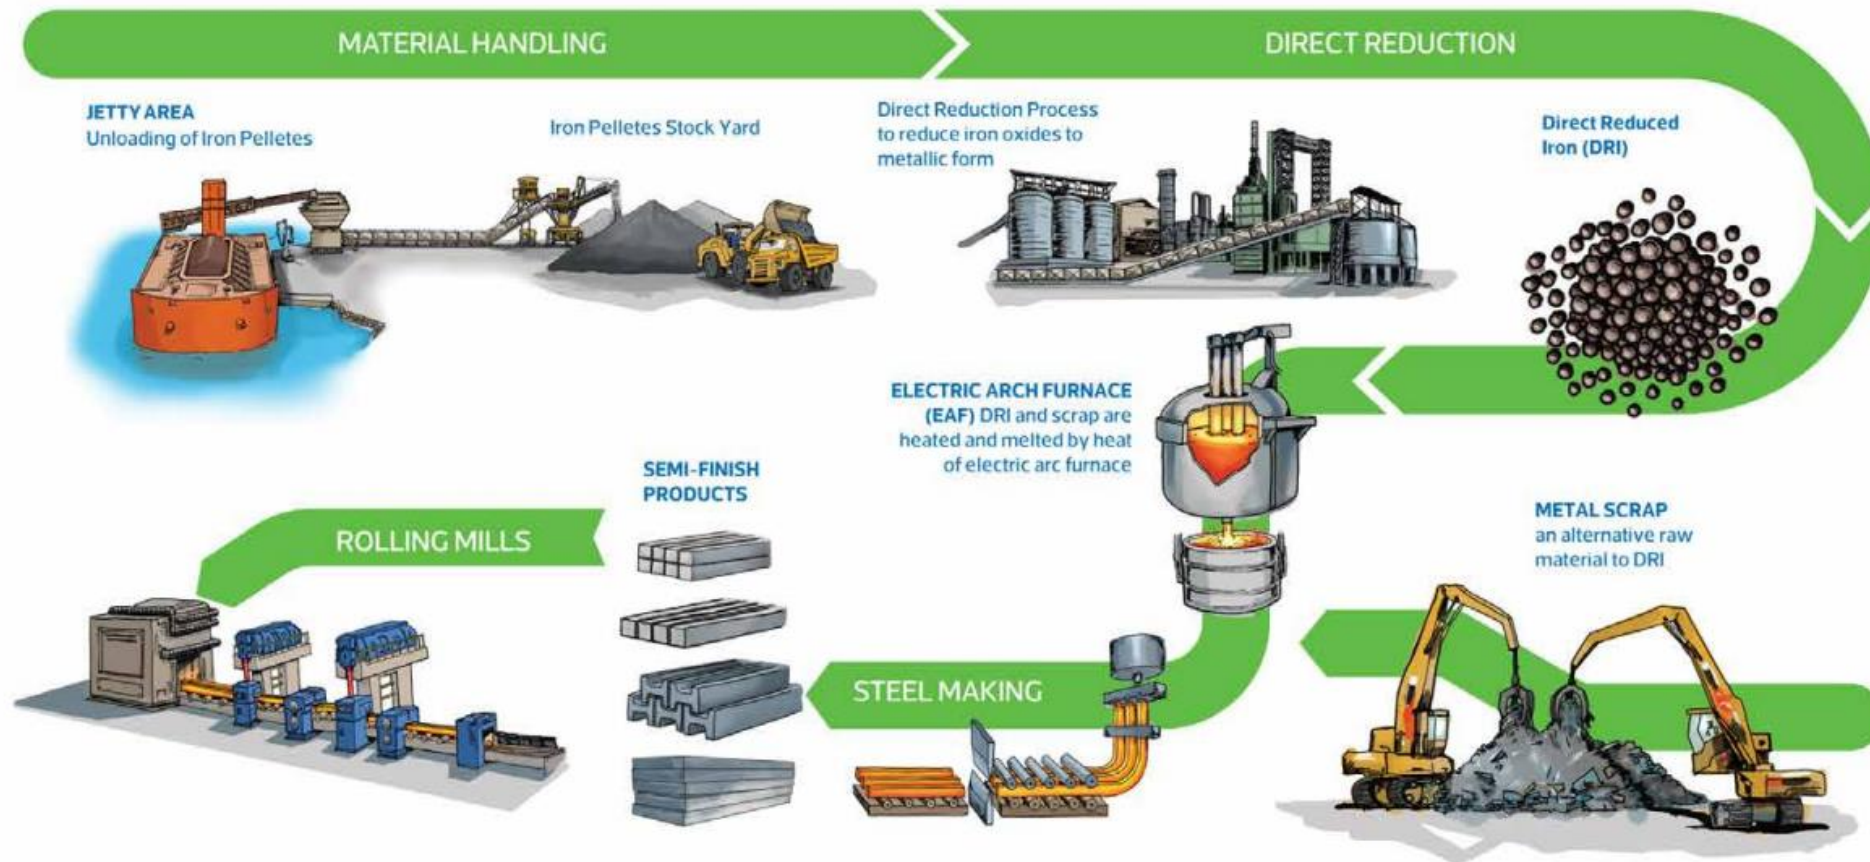 MATERIAL HANDLING
DIRECT REDUCTION
JETTY AREA
Unloading of Iron Pelletes
Iron Pelletes Stock Yard
Direct Reduction Process
to reduce iron oxides to
metallic form
Direct Reduced
Iron (DRI)
ELECTRIC ARCH FURNACE
(EAF) DRI and scrap are
heated and melted by heat
of electric arc furnace
METAL SCRAP
an alternative raw
material to DRI
STEEL MAKING
SEMI-FINISH
PRODUCTS
ROLLING MILLS